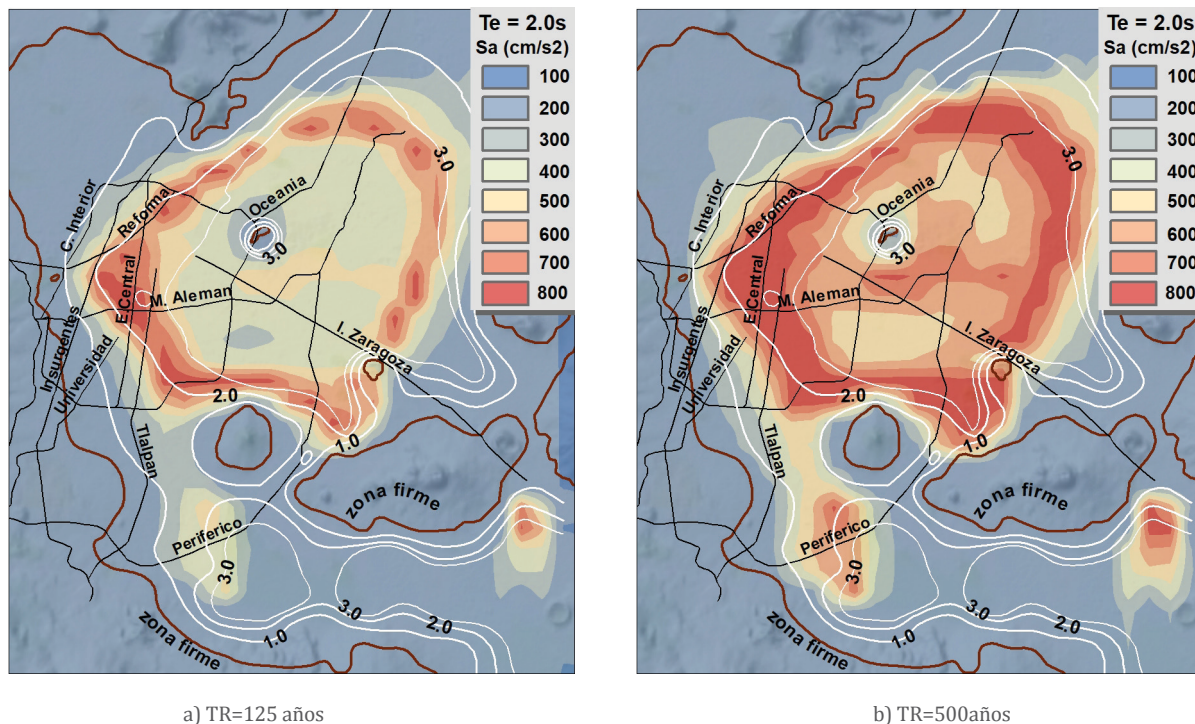 Te = 2.0s
Sa (cm/s2)
100
200
300
400
500
600
700
800
3.0
C. Interior
Reforma
Oceania
3.0
E.Central
M. Aleman
Insurgentes
Universidad
I. Zaragoza
2.0
Tlalpan
1.0
zona firme
Periferico
3.0
3.0
2.0
1.0
zona firme
a) TR=125 años
Te = 2.0s
Sa (cm/s2)
100
200
300
400
500
600
700
800
3.0
C. Interior
Reforma
Oceania
3.0
E.Central
M. Aleman
Insurgentes
Universidad
I. Zaragoza
2.0
Tlalpan
1.0
zona firme
Periferico
3.0
3.0
2.0
1.0
zona firme
b) TR=500años